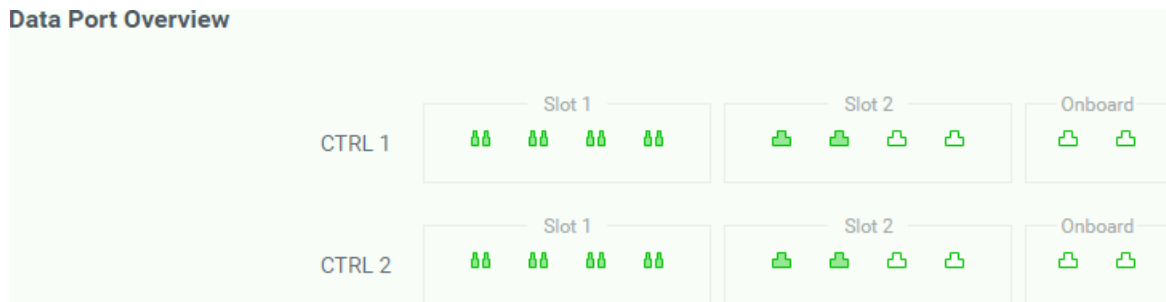 Data Port Overview
Slot 1 Slot 2 Onboard
CTRL 1
Slot 1 Slot 2 Onboard
CTRL 2